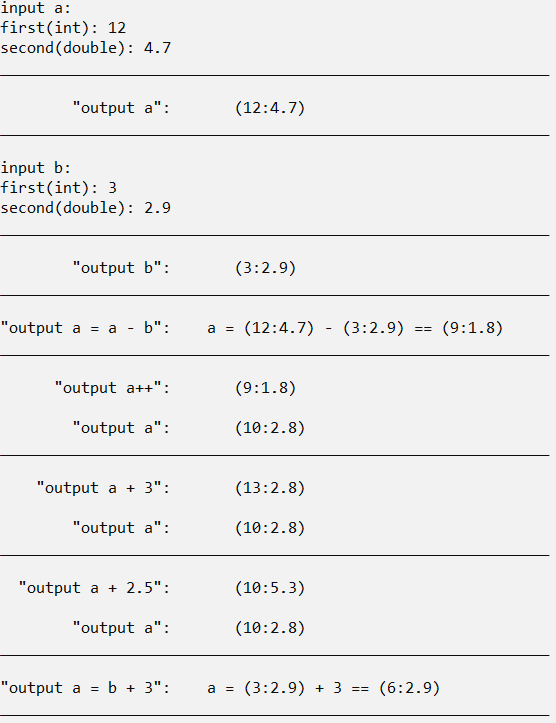 input a:
first(int): 12
second(double): 4.7
"output a": (12:4.7)
input b:
first(int): 3
second(double): 2.9
"output b": (3:2.9)
"output a = a - b": a = (12:4.7) - (3:2.9) == (9:1.8)
"output a++": (9:1.8)
"output a": (10:2.8)
"output a + 3": (13:2.8)
"output a": (10:2.8)
"output a + 2.5": (10:5.3)
"output a": (10:2.8)
"output a = b + 3": a = (3:2.9) + 3 == (6:2.9)